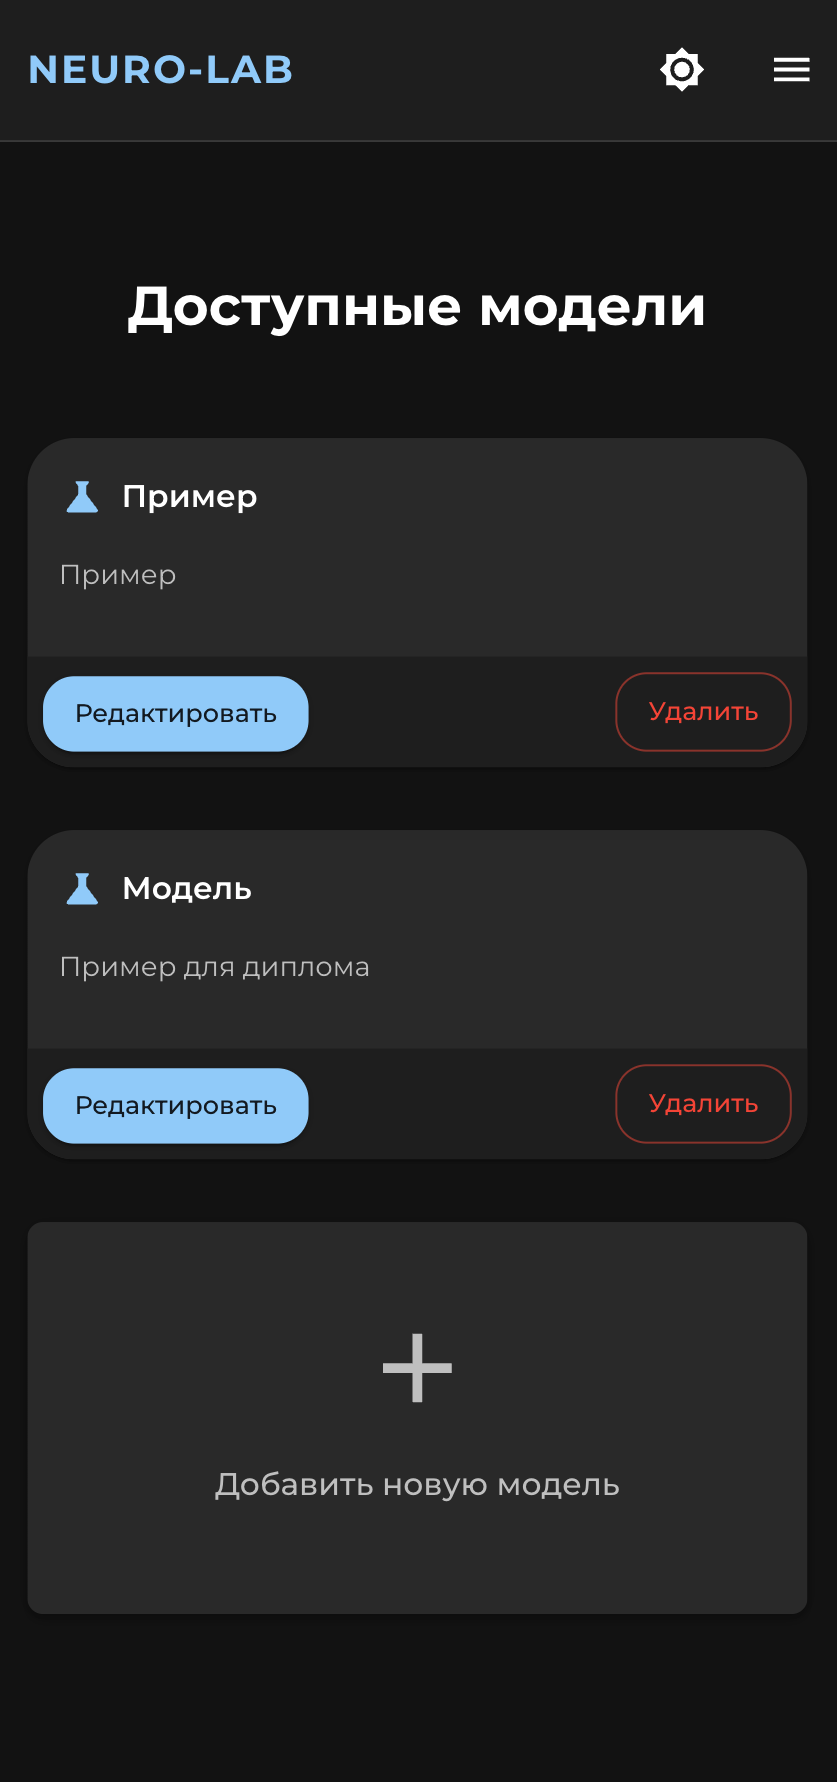 NEURO-LAB
Доступные модели
Пример
Пример
Редактировать
Удалить
Модель
Пример для диплома
Редактировать
Удалить
Добавить новую модель